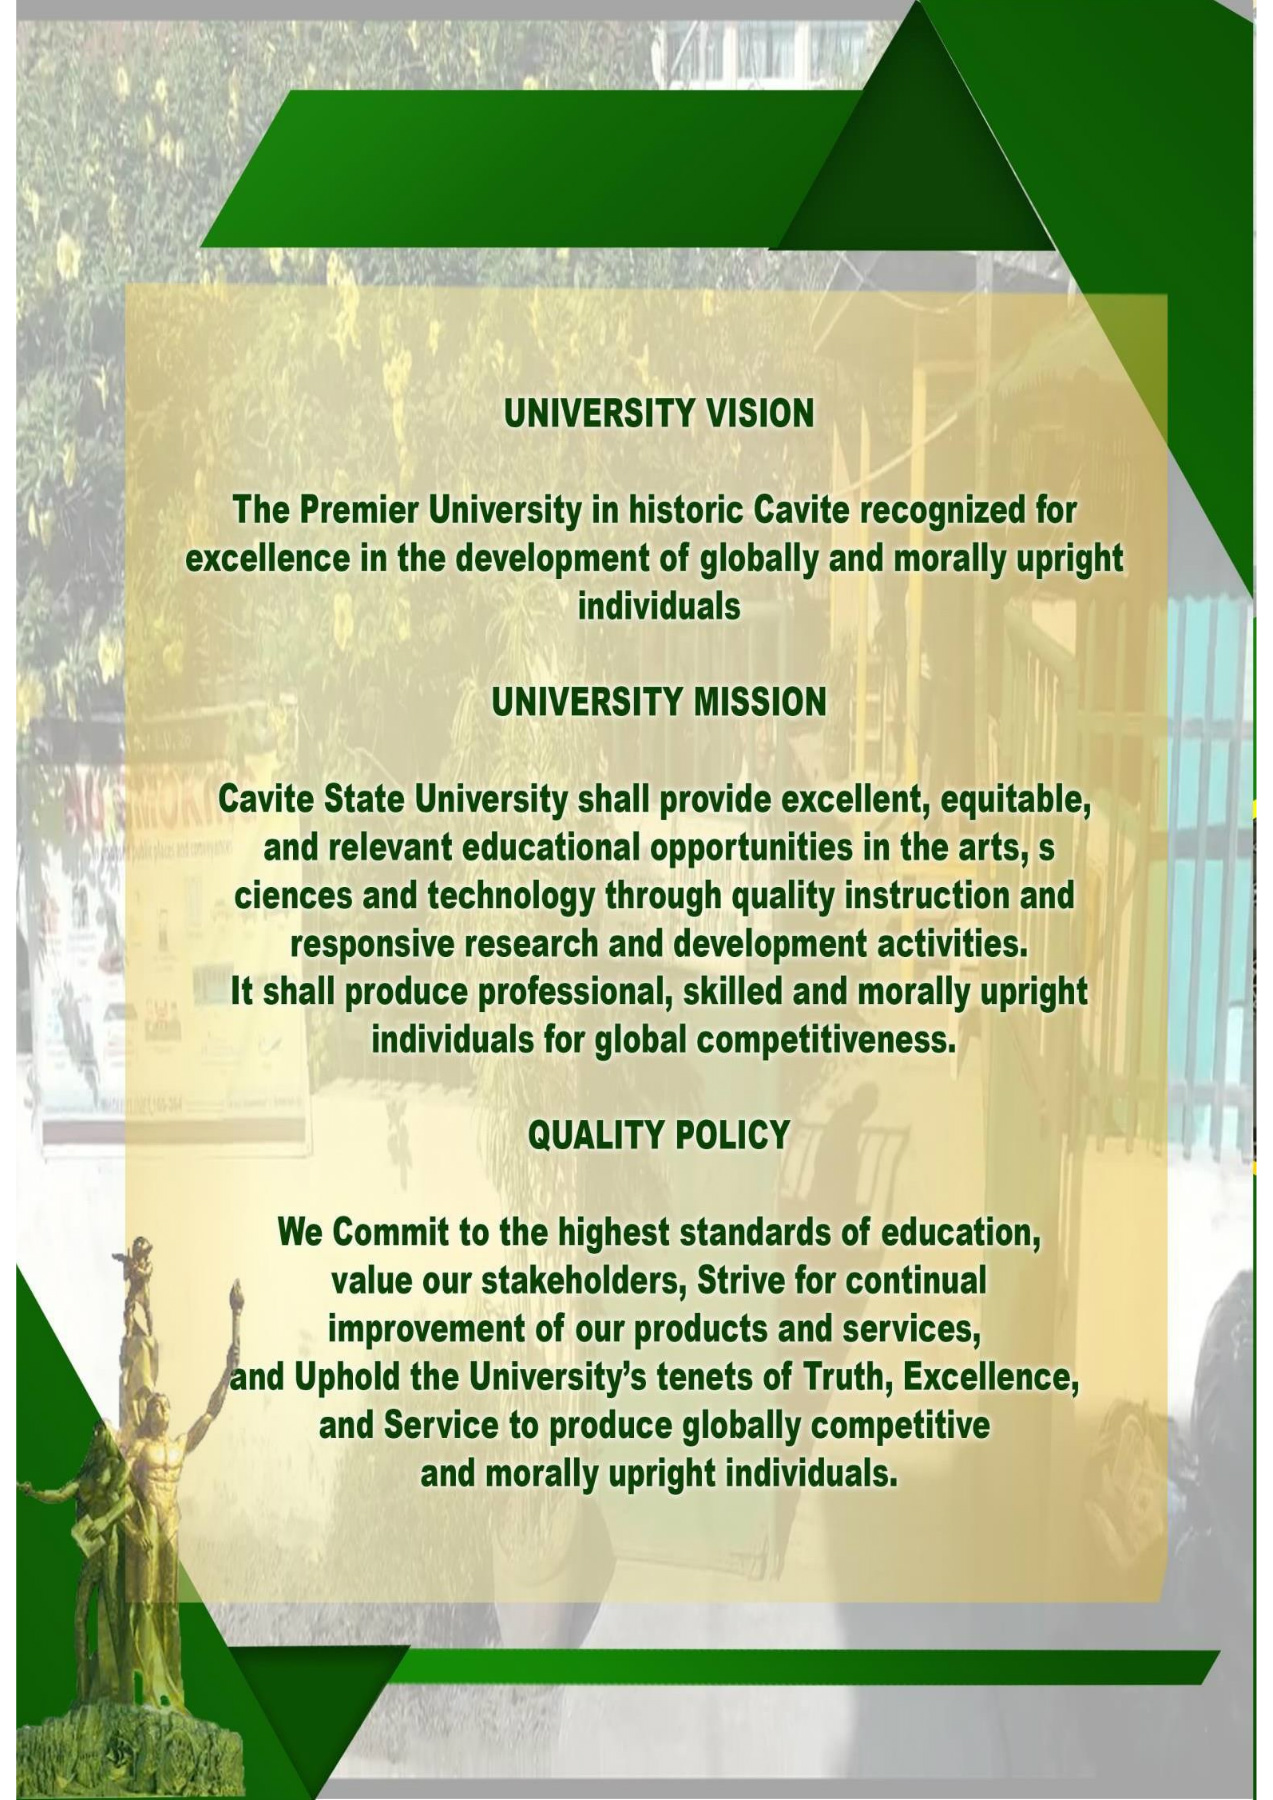 UNIVERSITY VISION
The Premier University in historic Cavite recognized for
excellence in the development of globally and morally upright
individuals
UNIVERSITY MISSION
Cavite State University shall provide excellent, equitable,
and relevant educational opportunities in the arts, s
ciences and technology through quality instruction and
responsive research and development activities.
It shall produce professional, skilled and morally upright
individuals for global competitiveness.
QUALITY POLICY
We Commit to the highest standards of education,
value our stakeholders, Strive for continual
improvement of our products and services,
and Uphold the University’s tenets of Truth, Excellence,
and Service to produce globally competitive
and morally upright individuals.